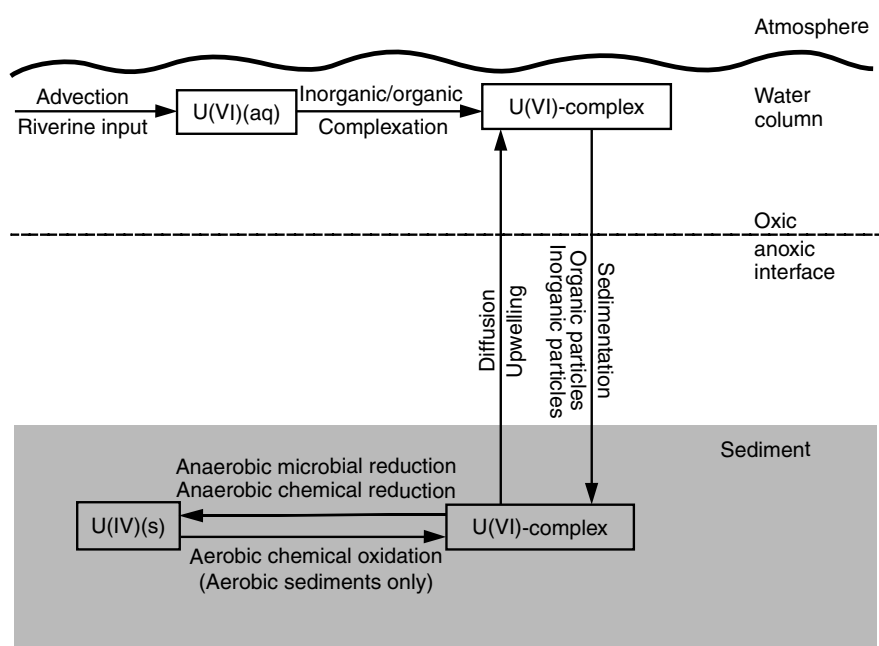 Atmosphere
Advection
Riverine input
U(VI)(aq)
Inorganic/organic
Complexation
U(VI)-complex
Water
column
Oxic
anoxic
interface
Diffusion
Upwelling
Sedimentation
Organic particles
Inorganic particles
Sediment
Anaerobic microbial reduction
Anaerobic chemical reduction
U(IV)(s)
U(VI)-complex
Aerobic chemical oxidation
(Aerobic sediments only)